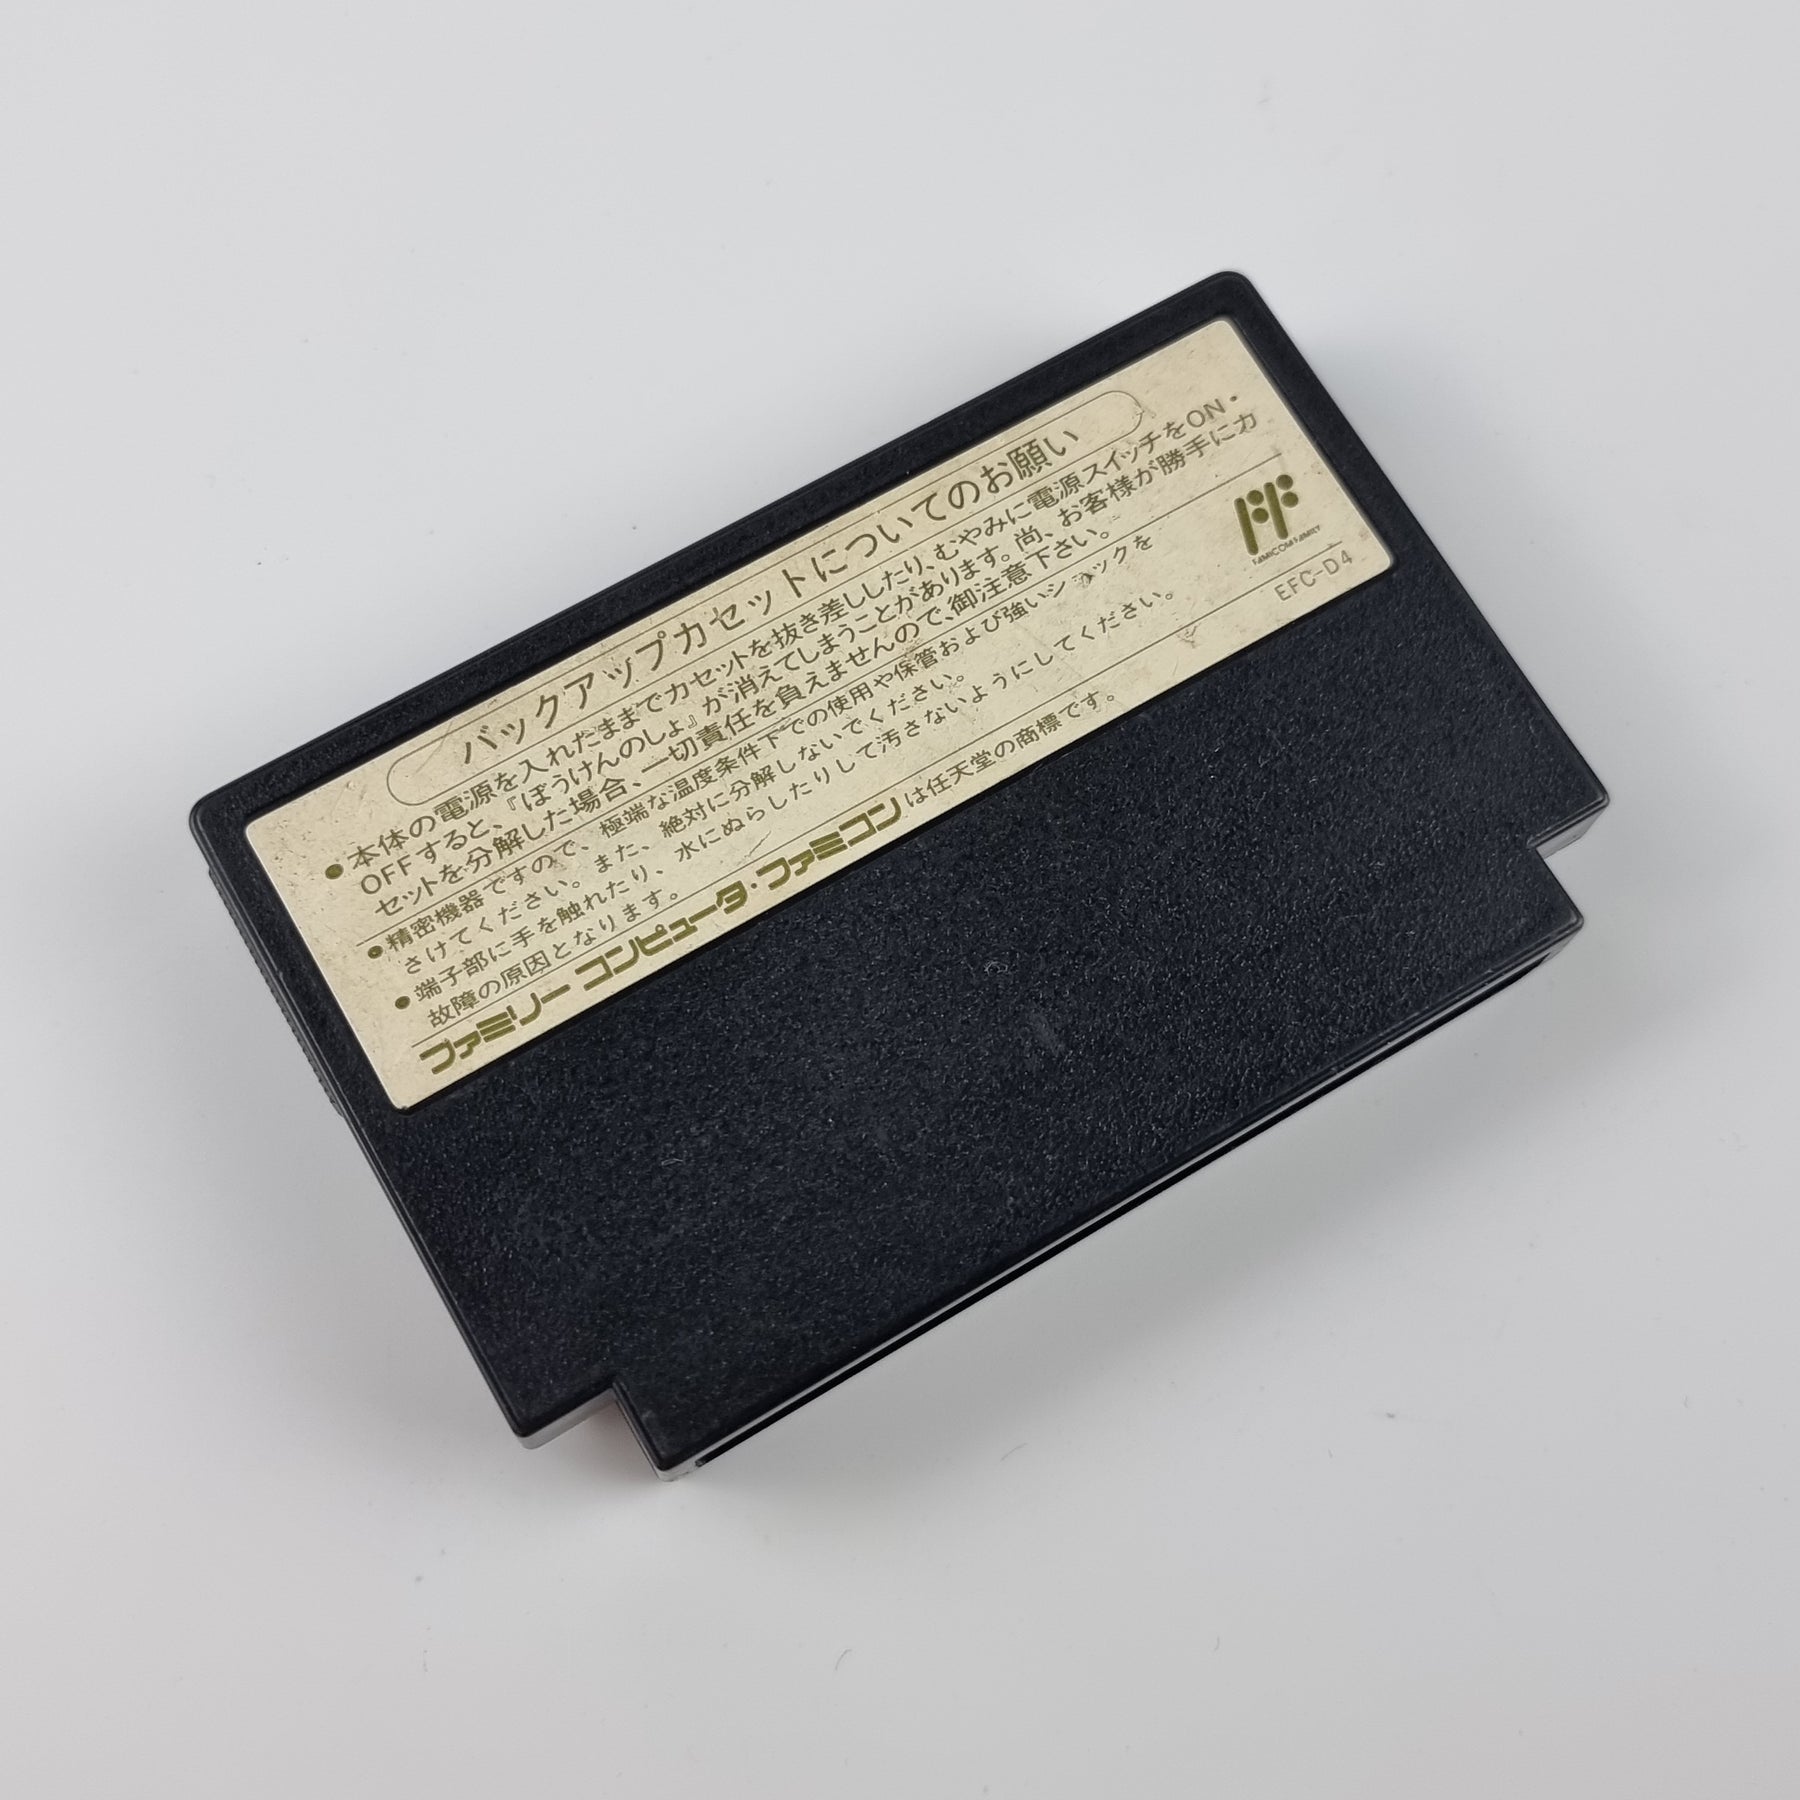 バックアップカセットについてのお願い
●本体の電源を入れたままでカセットを抜き差ししたり、むやみに電源スイッチをON・
OFFすると、『ぼうけんのしょ』が消えてしまうことがあります。尚、お客様が勝手にカ
セットを分解した場合、一切責任を負えませんので、御注意下さい。
●精密機器ですので、極端な温度条件下での使用や保管および強いショックを
さけてください。また、絶対に分解しないでください。
●端子部に手を触れたり、水にぬらしたりして汚さないようにしてください。
故障の原因となります。
ファミリー コンピュータ・ファミコンは任天堂の商標です。
FF
FAMICOM FAMILY
EFC-D4